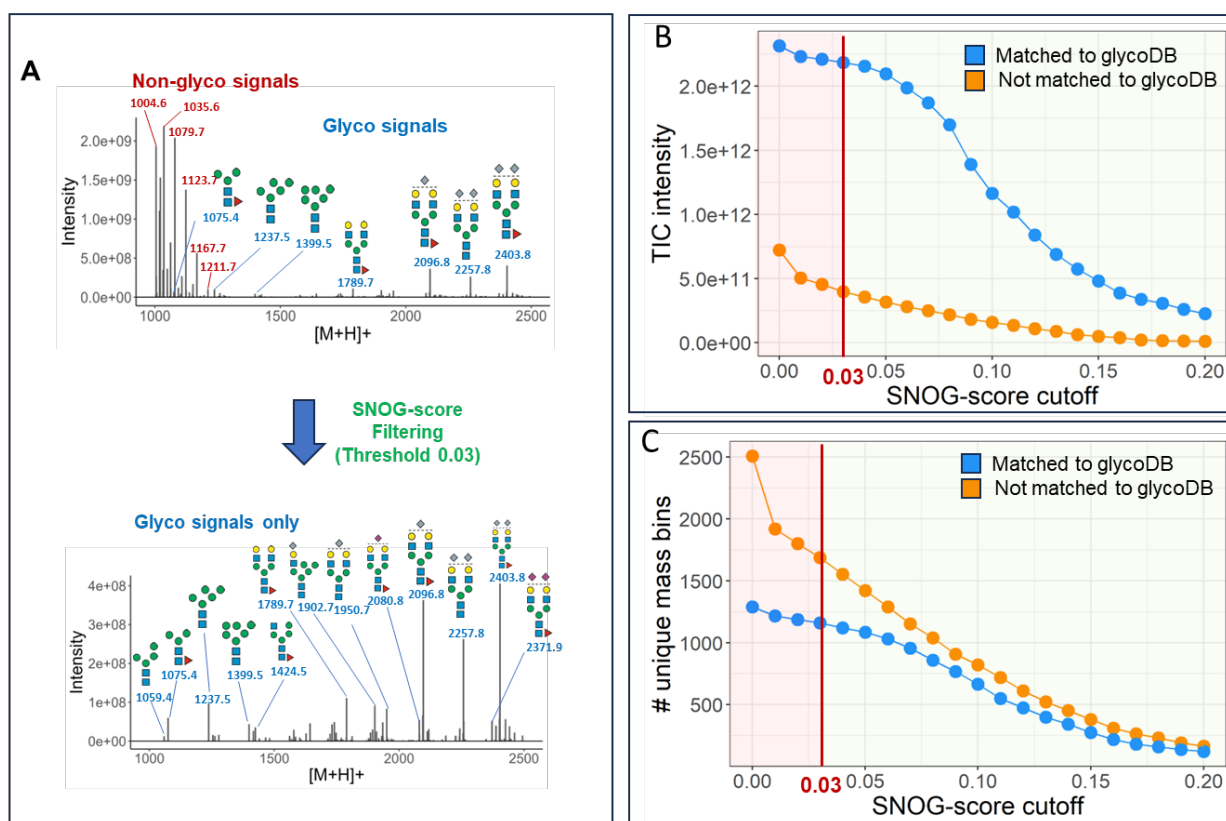 A
Non-glyco signals
1004.6
1035.6
1079.7
Glyco signals
1123.7
1075.4
1167.7
1211.7
1237.5
1399.5
1789.7
2096.8
2257.8
2403.8
Intensity
2.0e+09
1.5e+09
1.0e+09
5.0e+08
0.0e+00
1000 1500 2000 2500
[M+H]+
SNOG-score
Filtering
(Threshold 0.03)
Glyco signals only
1059.4
1075.4
1237.5
1399.5
1424.5
1789.7
1902.7
1950.7
2080.8
2096.8
2257.8
2403.8
2371.9
Intensity
4e+08
3e+08
2e+08
1e+08
0e+00
1000 1500 2000 2500
[M+H]+
B
Matched to glycoDB
Not matched to glycoDB
TIC intensity
2.0e+12
1.5e+12
1.0e+12
5.0e+11
0.0e+00
0.00 0.03 0.05 0.10 0.15 0.20
SNOG-score cutoff
C
Matched to glycoDB
Not matched to glycoDB
# unique mass bins
2500
2000
1500
1000
500
0.00 0.03 0.05 0.10 0.15 0.20
SNOG-score cutoff